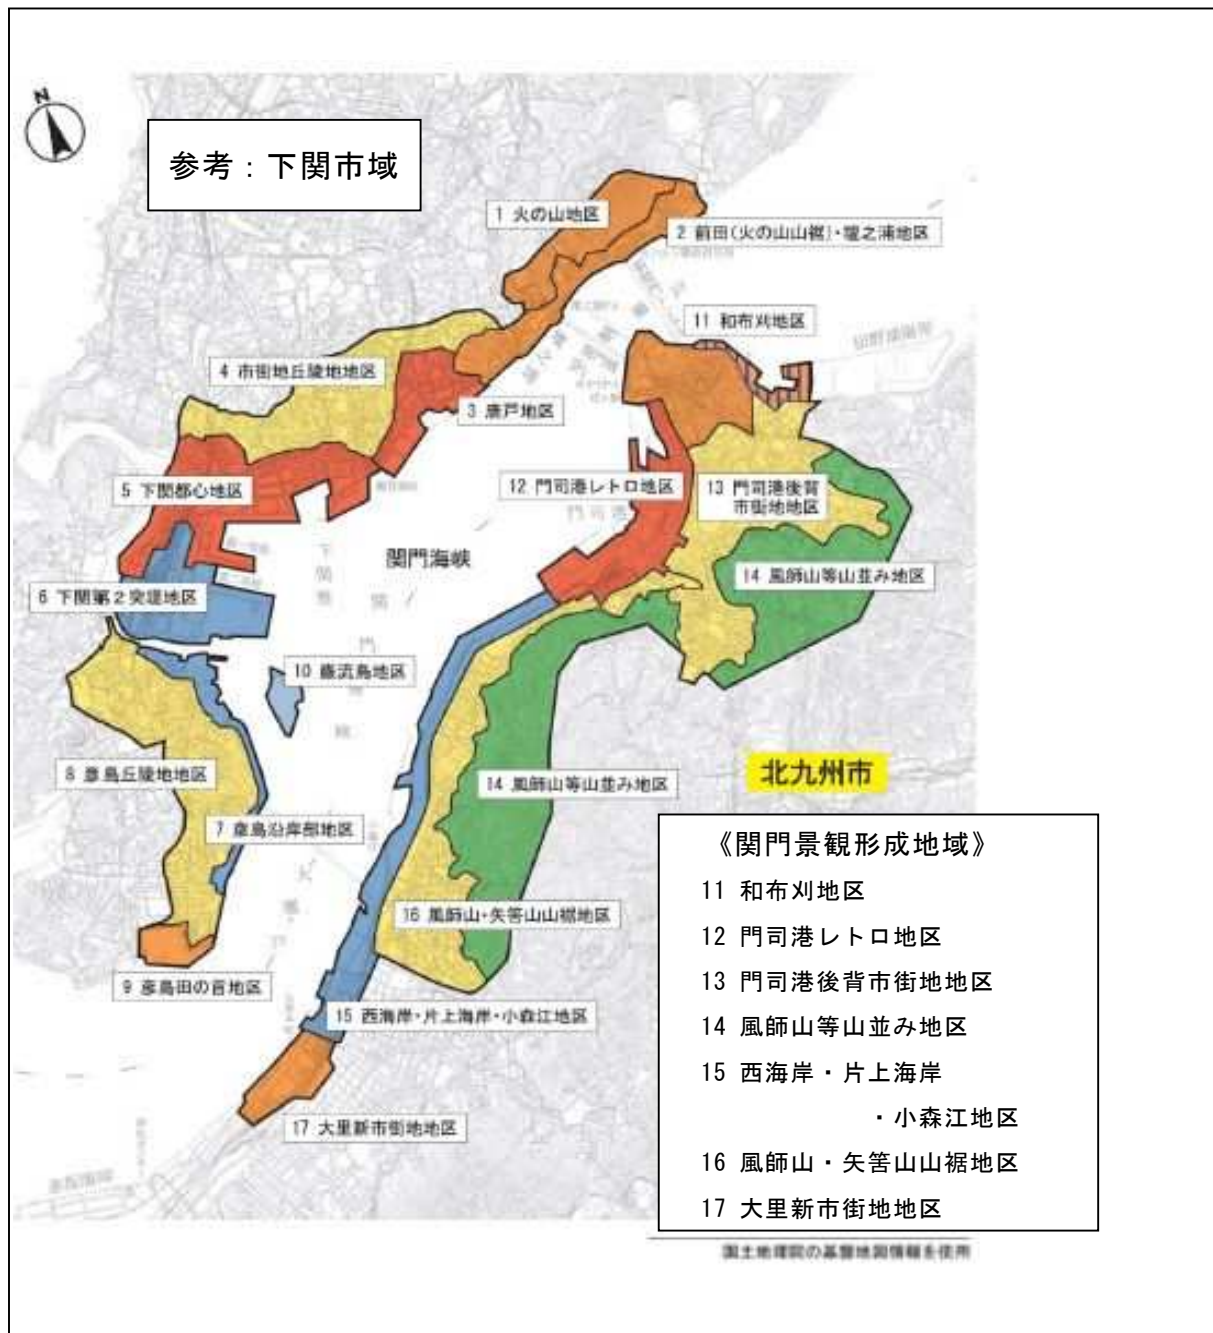 N
参考：下関市域
1 火の山地区
2 前田(火の山山裾)・壇之浦地区
11 和布刈地区
4 市街地丘陵地地区
3 唐戸地区
5 下関都心地区
12 門司港レトロ地区
13 門司港後背
市街地地区
関門海峡
14 風師山等山並み地区
6 下関第2突堤地区
10 巌流島地区
8 彦島丘陵地地区
北九州市
14 風師山等山並み地区
7 彦島沿岸部地区
16 風師山・矢筈山山裾地区
9 彦島田の首地区
15 西海岸・片上海岸・小森江地区
17 大里新市街地地区
《関門景観形成地域》
11 和布刈地区
12 門司港レトロ地区
13 門司港後背市街地地区
14 風師山等山並み地区
15 西海岸・片上海岸
・小森江地区
16 風師山・矢筈山山裾地区
17 大里新市街地地区
国土地理院の基盤地図情報を使用